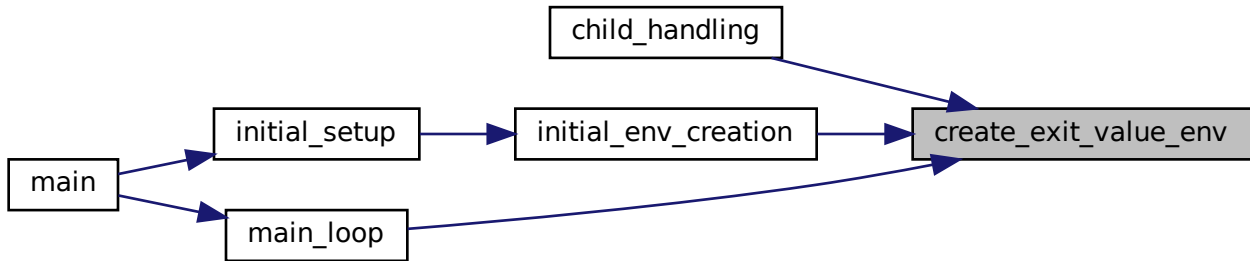 child_handling
initial_setup
initial_env_creation
create_exit_value_env
main
main_loop